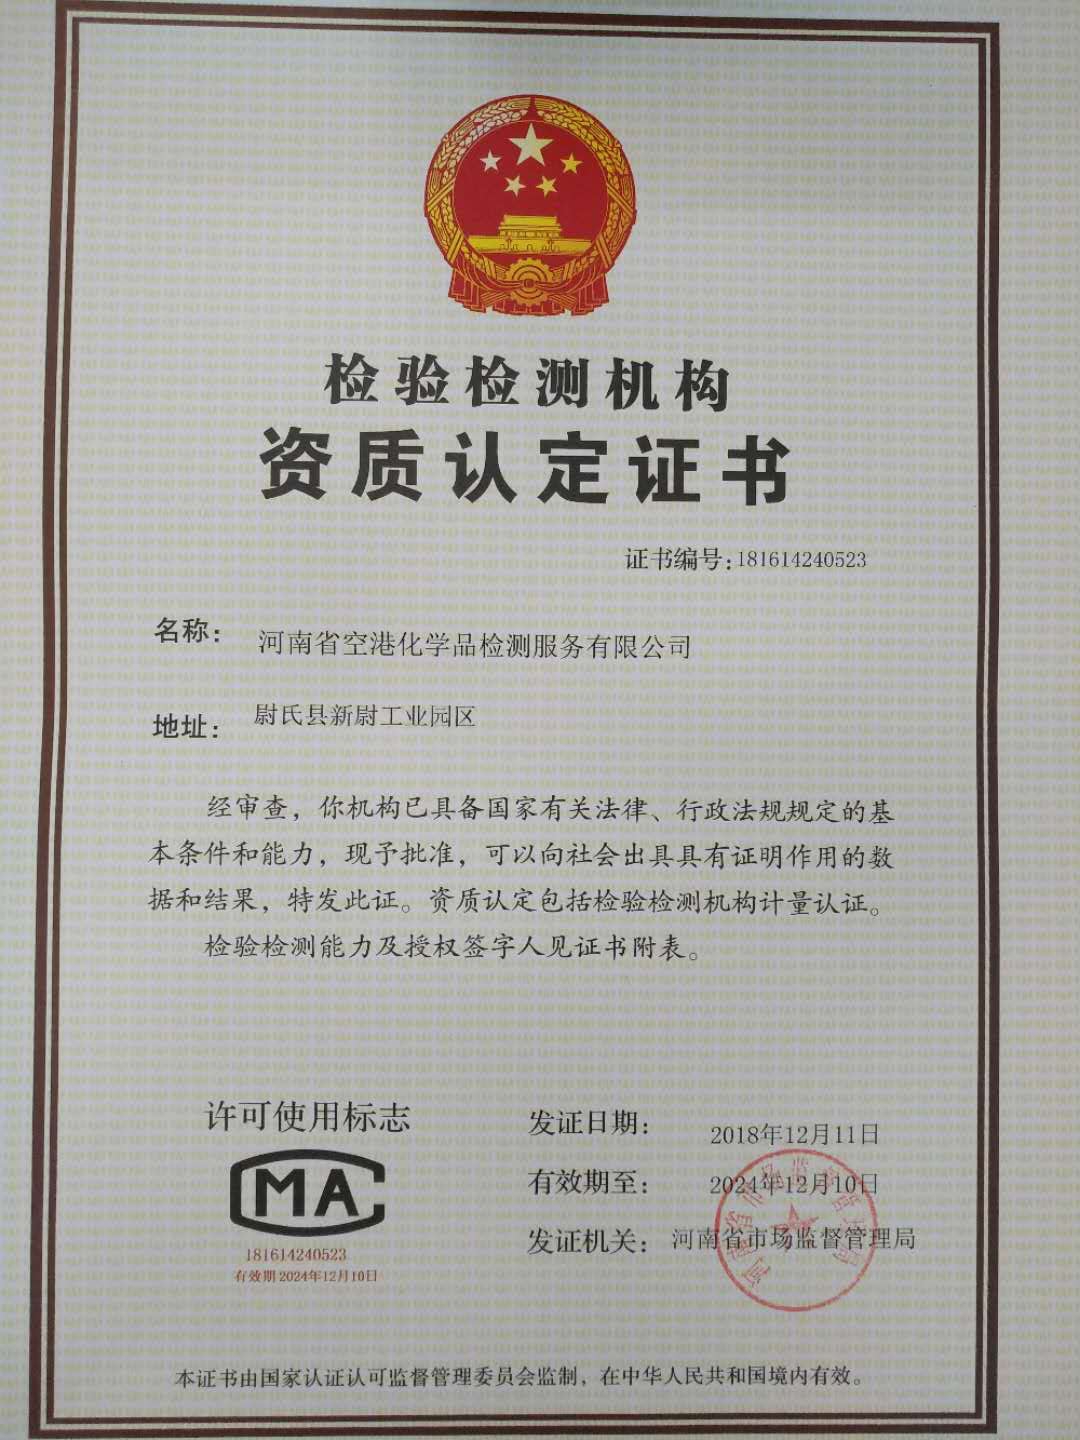 检验检测机构
资质认定证书
证书编号:181614240523
名称: 河南省空港化学品检测服务有限公司
地址: 尉氏县新尉工业园区
经审查，你机构已具备国家有关法律、行政法规规定的基
本条件和能力，现予批准，可以向社会出具具有证明作用的数
据和结果，特发此证。资质认定包括检验检测机构计量认证。
检验检测能力及授权签字人见证书附表。
许可使用标志
MA
181614240523
有效期2024年12月10日
发证日期: 2018年12月11日
有效期至: 2024年12月10日
发证机关: 河南省市场监督管理局
河南省市场监督管理局
本证书由国家认证认可监督管理委员会监制，在中华人民共和国境内有效。